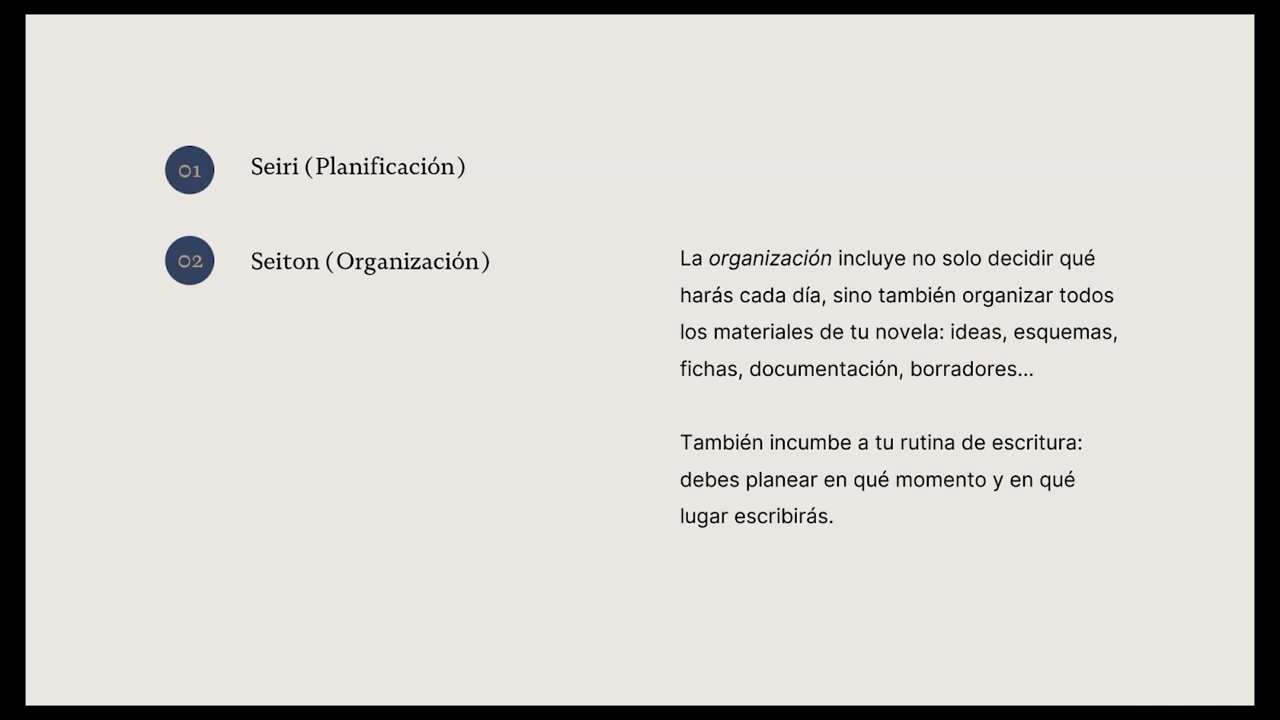 01 Seiri (Planificación)
02 Seiton (Organización)
La organización incluye no solo decidir qué
harás cada día, sino también organizar todos
los materiales de tu novela: ideas, esquemas,
fichas, documentación, borradores...
También incumbe a tu rutina de escritura:
debes planear en qué momento y en qué
lugar escribirás.